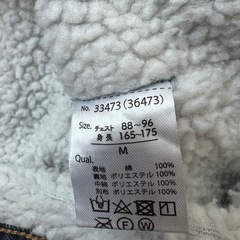 No. 33473(36473)
Size. チェスト 88~96
身長 165~175
M
Qual.
表地 綿 100%
裏地 ポリエステル 100%
中綿 ポリエステル 100%
別布 ポリエステル 100%